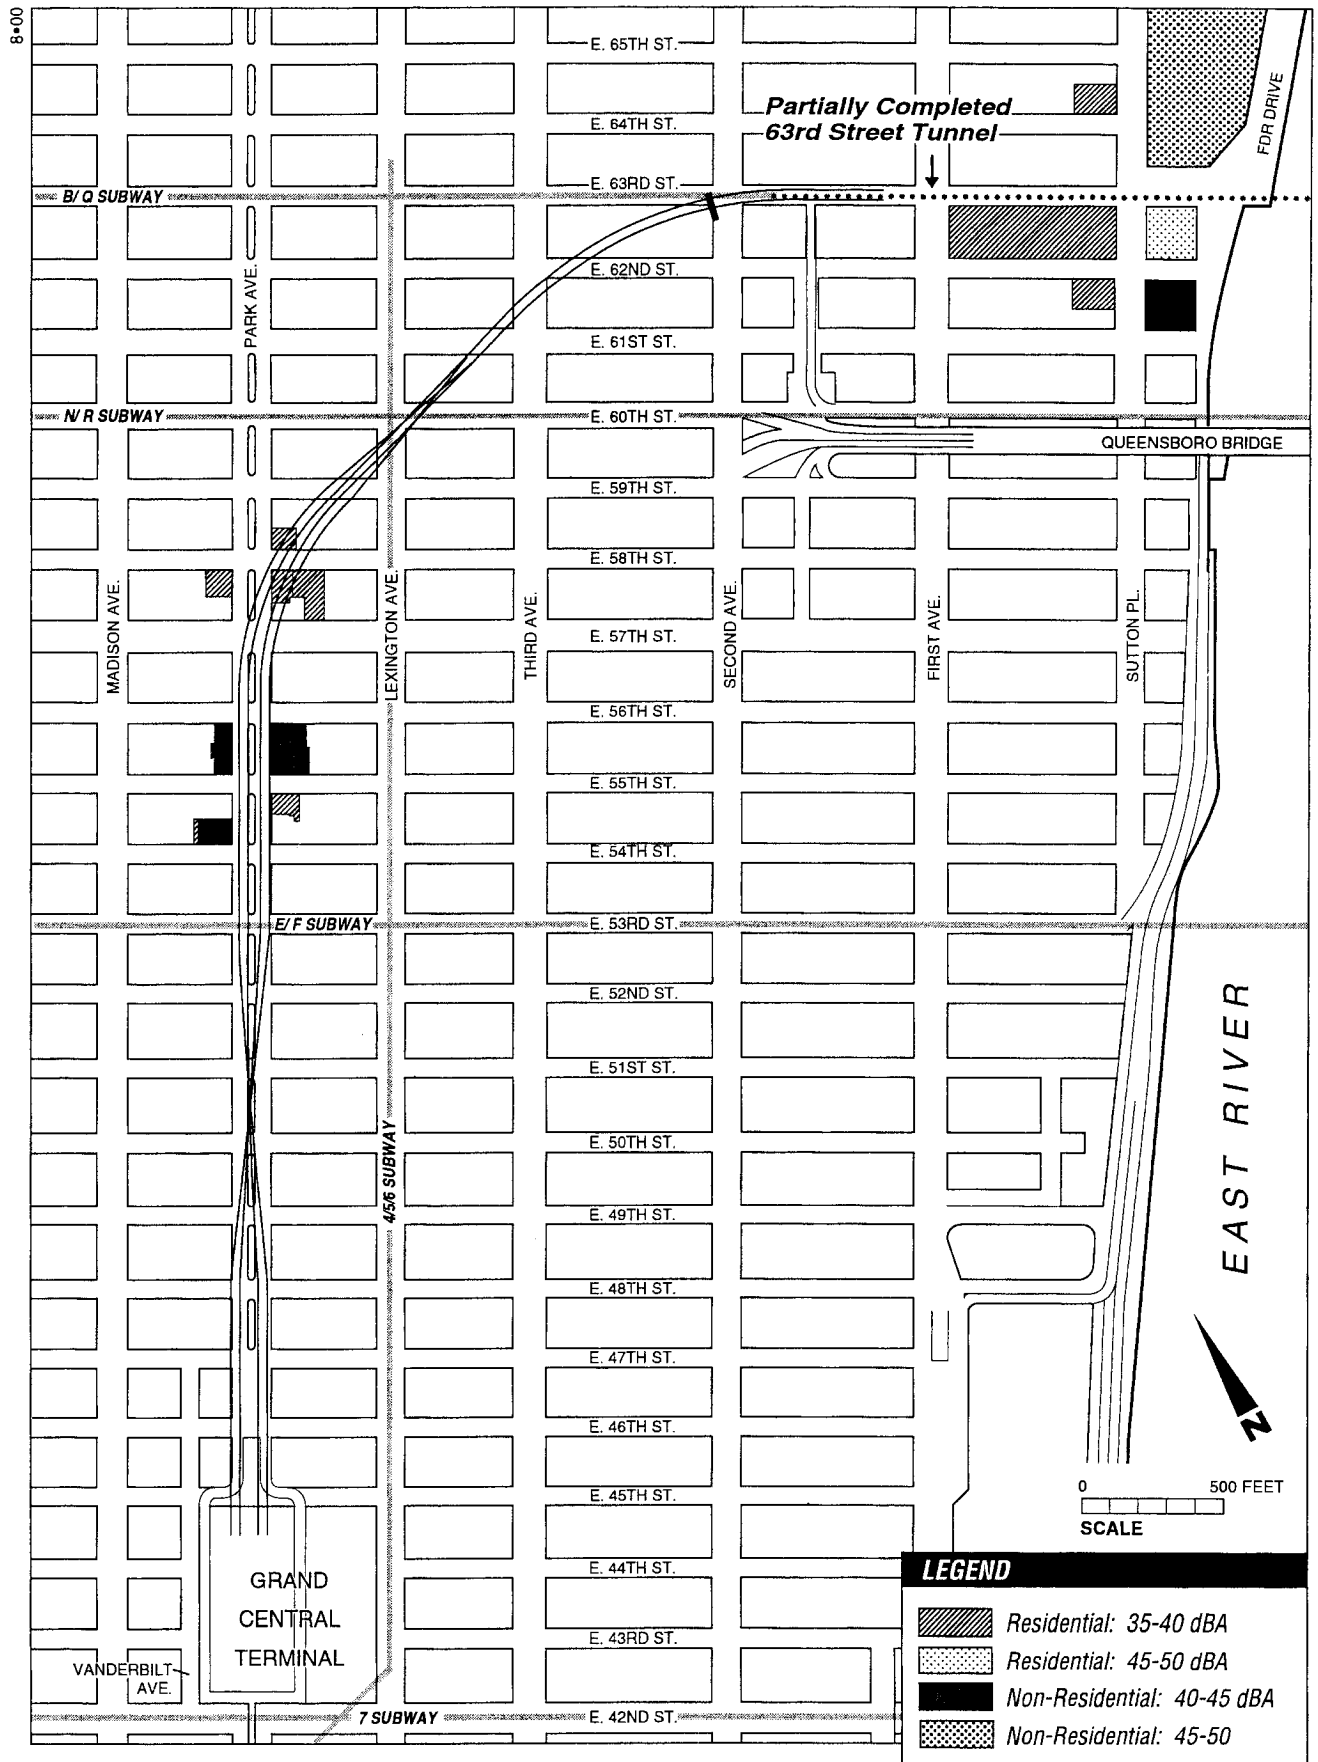 8•00
E. 65TH ST.
Partially Completed
63rd Street Tunnel
E. 64TH ST.
FDR DRIVE
B/Q SUBWAY
E. 63RD ST.
E. 62ND ST.
PARK AVE.
E. 61ST ST.
N/R SUBWAY
E. 60TH ST.
QUEENSBORO BRIDGE
E. 59TH ST.
E. 58TH ST.
MADISON AVE.
LEXINGTON AVE.
THIRD AVE.
SECOND AVE.
FIRST AVE.
SUTTON PL.
E. 57TH ST.
E. 56TH ST.
E. 55TH ST.
E. 54TH ST.
E/F SUBWAY
E. 53RD ST.
E. 52ND ST.
EAST RIVER
E. 51ST ST.
4/5/6 SUBWAY
E. 50TH ST.
E. 49TH ST.
E. 48TH ST.
E. 47TH ST.
N
E. 46TH ST.
0 500 FEET
SCALE
E. 45TH ST.
E. 44TH ST.
GRAND
CENTRAL
TERMINAL
E. 43RD ST.
VANDERBILT
AVE.
7 SUBWAY
E. 42ND ST.
LEGEND
Residential: 35-40 dBA
Residential: 45-50 dBA
Non-Residential: 40-45 dBA
Non-Residential: 45-50